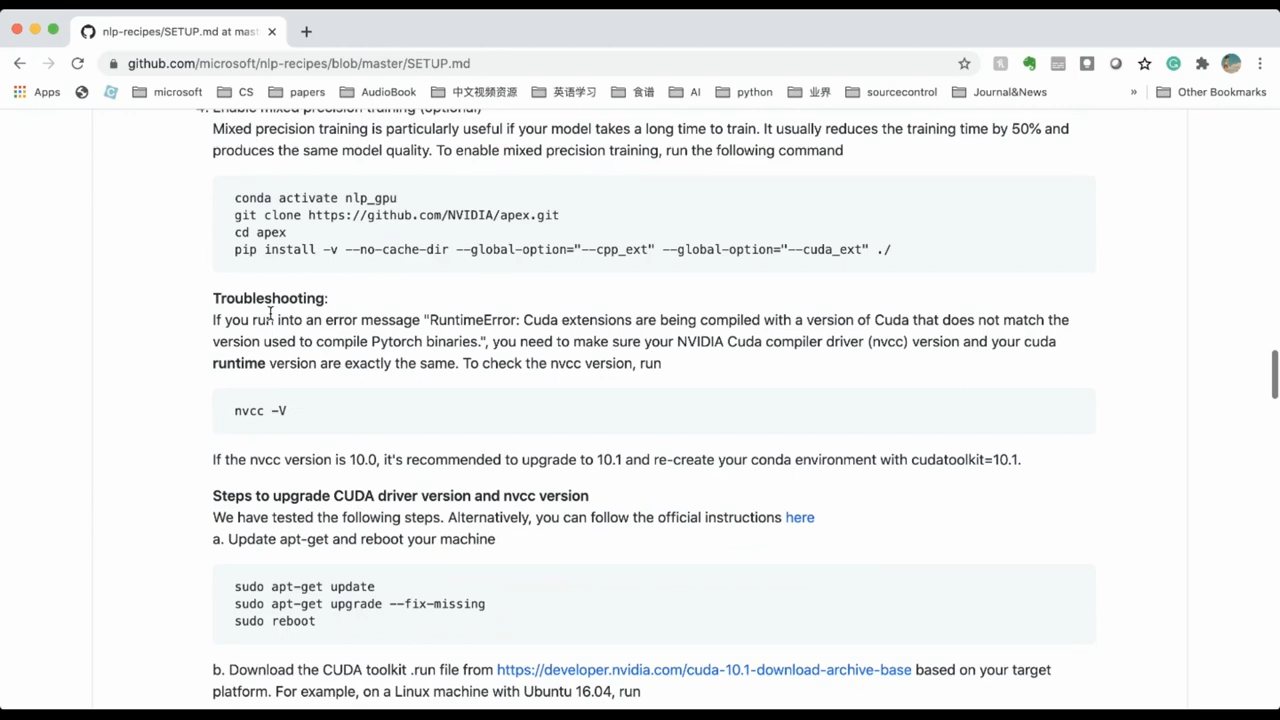 nlp-recipes/SETUP.md at mast
github.com/microsoft/nlp-recipes/blob/master/SETUP.md
Apps microsoft CS papers AudioBook 中文视频资源 英语学习 食谱 AI python 业界 sourcecontrol Journal&News » Other Bookmarks
4. Enable mixed precision training (optional)
Mixed precision training is particularly useful if your model takes a long time to train. It usually reduces the training time by 50% and
produces the same model quality. To enable mixed precision training, run the following command
conda activate nlp_gpu
git clone https://github.com/NVIDIA/apex.git
cd apex
pip install -v --no-cache-dir --global-option="--cpp_ext" --global-option="--cuda_ext" ./
Troubleshooting:
If you run into an error message "RuntimeError: Cuda extensions are being compiled with a version of Cuda that does not match the
version used to compile Pytorch binaries.", you need to make sure your NVIDIA Cuda compiler driver (nvcc) version and your cuda
runtime version are exactly the same. To check the nvcc version, run
nvcc -V
If the nvcc version is 10.0, it's recommended to upgrade to 10.1 and re-create your conda environment with cudatoolkit=10.1.
Steps to upgrade CUDA driver version and nvcc version
We have tested the following steps. Alternatively, you can follow the official instructions here
a. Update apt-get and reboot your machine
sudo apt-get update
sudo apt-get upgrade --fix-missing
sudo reboot
b. Download the CUDA toolkit .run file from https://developer.nvidia.com/cuda-10.1-download-archive-base based on your target
platform. For example, on a Linux machine with Ubuntu 16.04, run